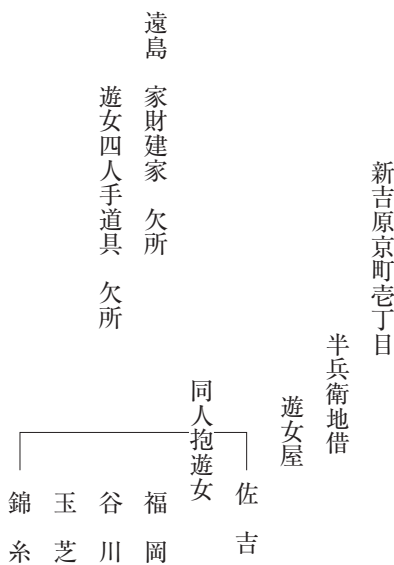 新吉原京町壱丁目
半兵衛地借
遊女屋
佐吉
同人抱遊女
遠島 家財建家 欠所
福岡
遊女四人手道具 欠所
谷川
玉芝
錦糸